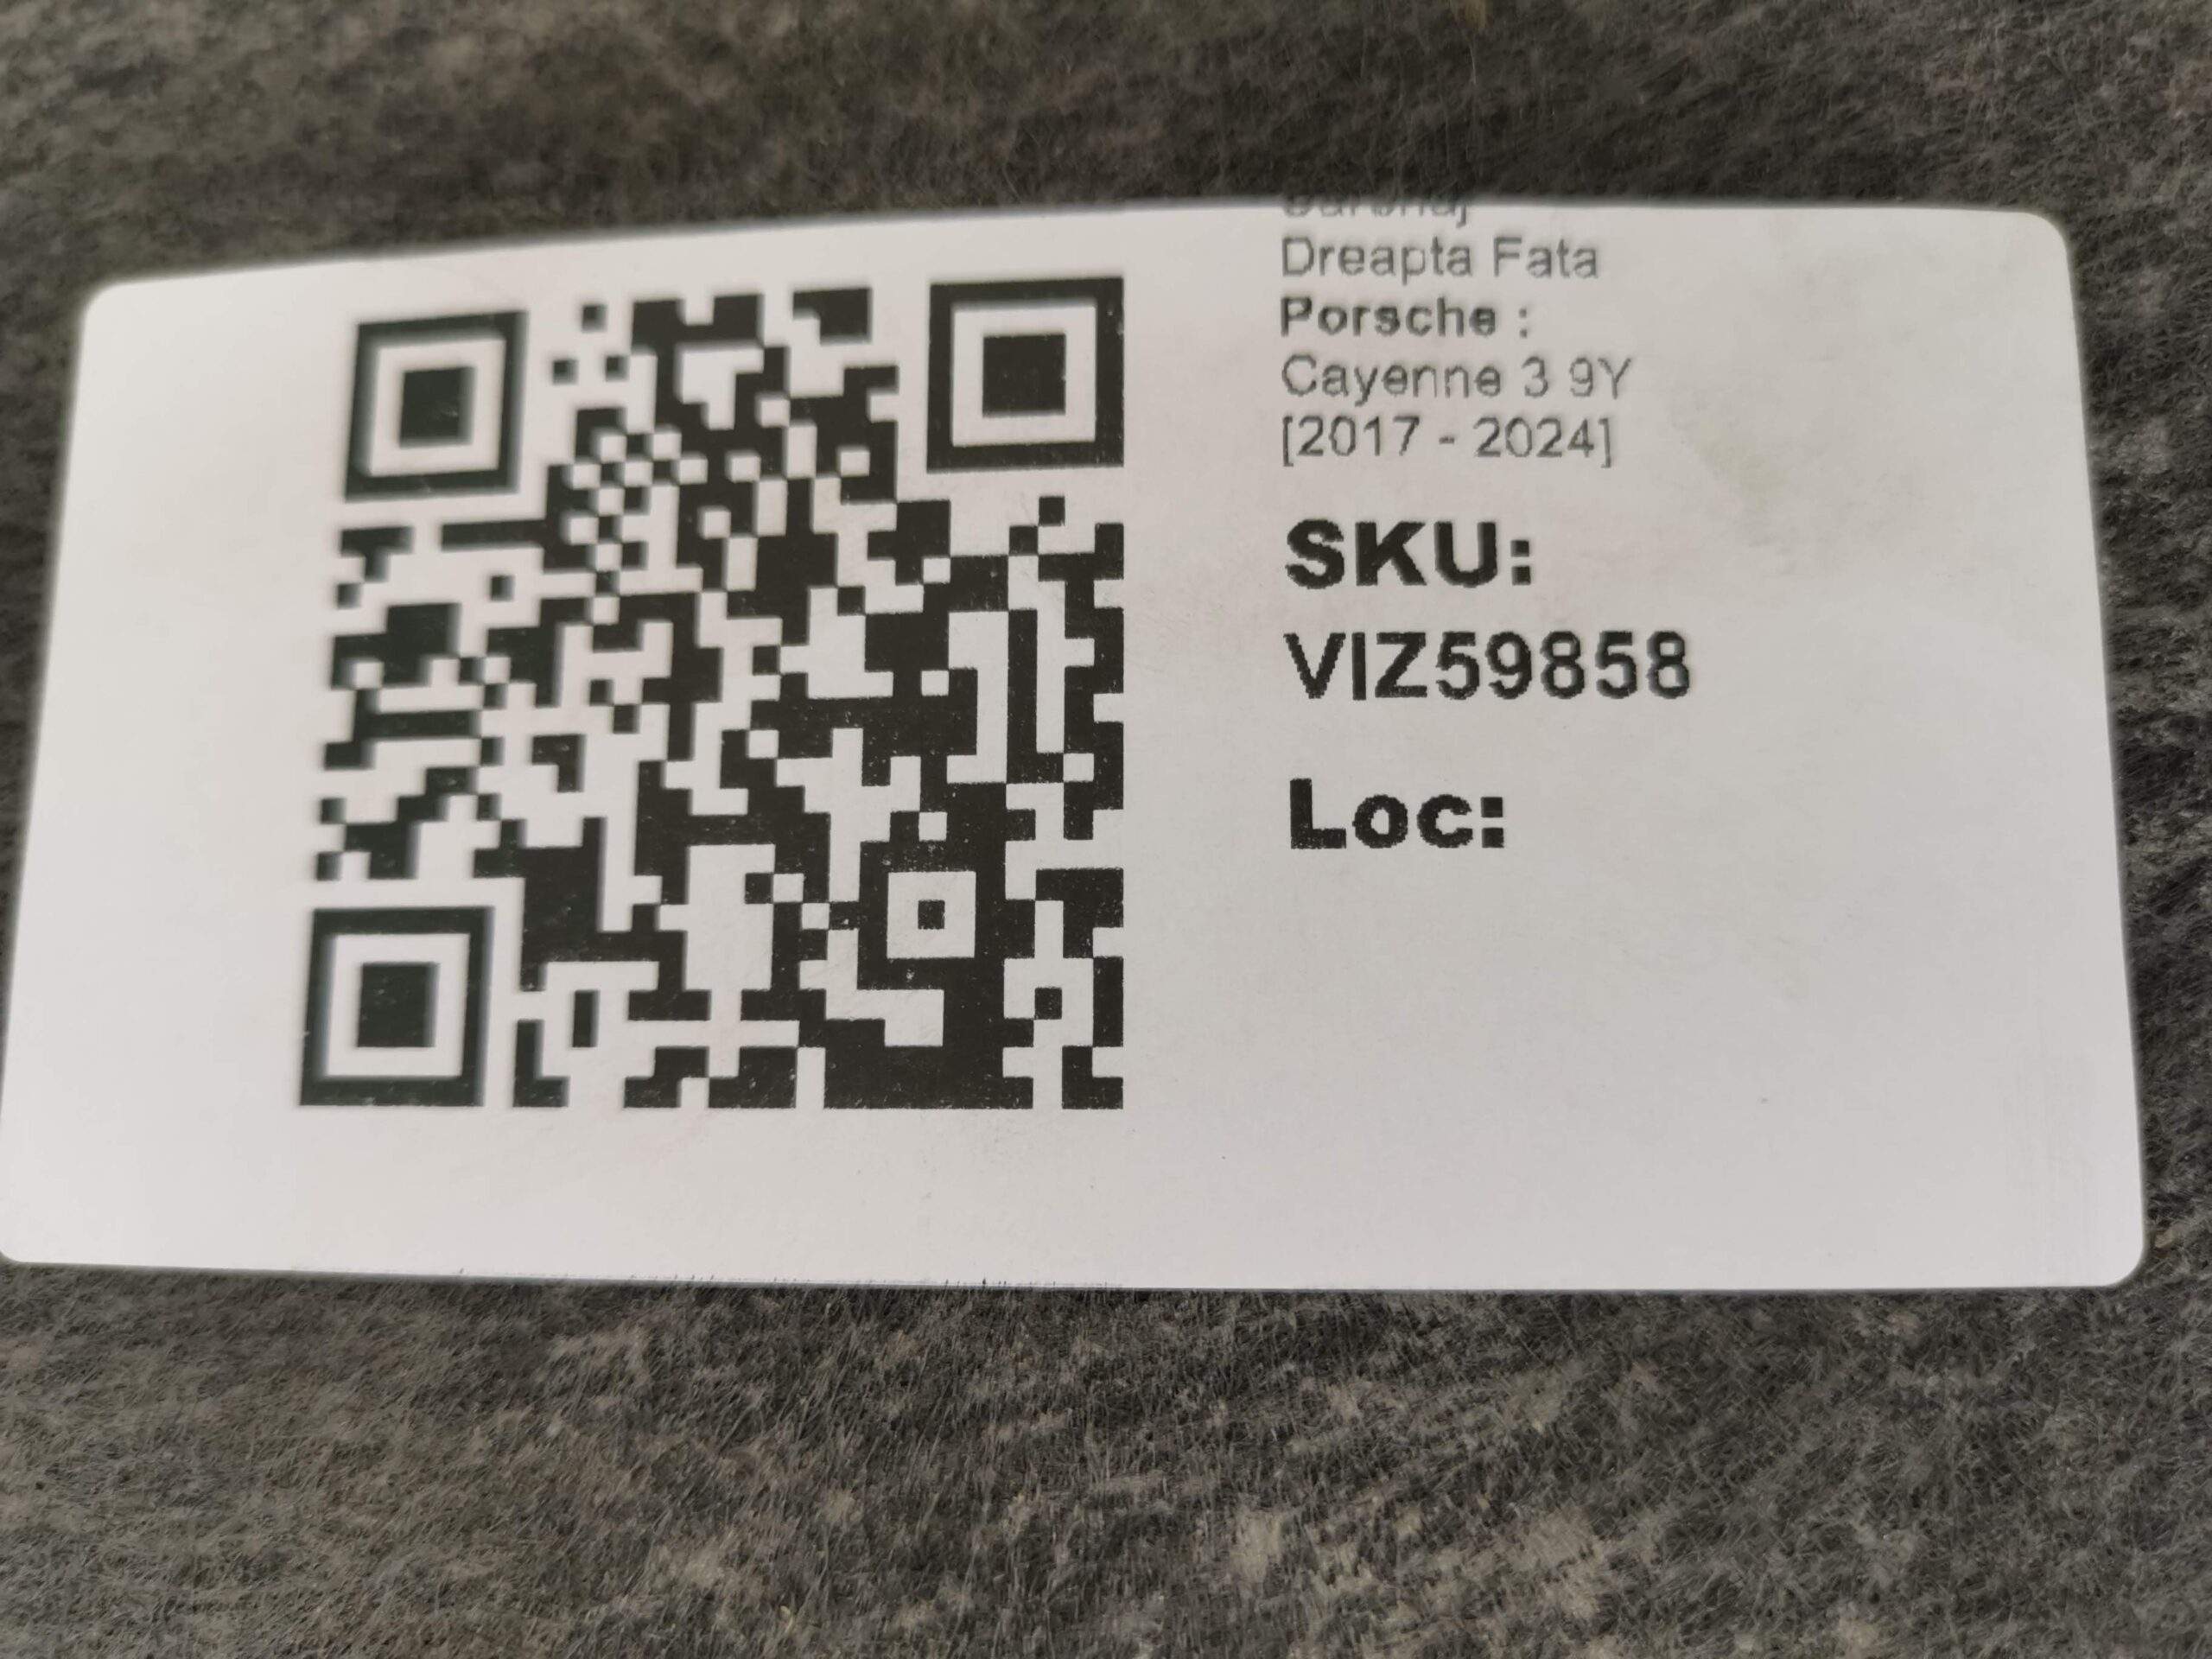 Dreapta Fata
Porsche :
Cayenne 3 9Y
[2017 - 2024]
SKU:
VIZ59858
Loc: